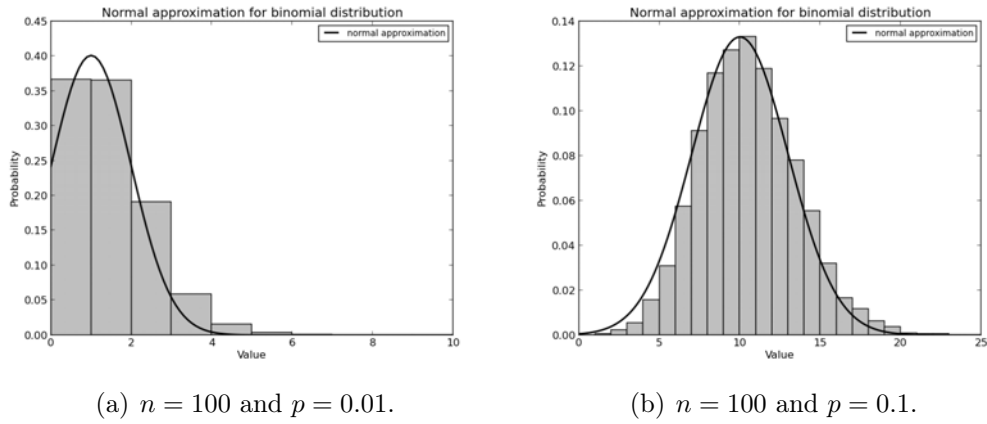 Normal approximation for binomial distribution
normal approximation
0.45
0.40
0.35
0.30
0.25
0.20
0.15
0.10
0.05
0.00
Probability
0 2 4 6 8 10
Value
(a) n = 100 and p = 0.01.
Normal approximation for binomial distribution
normal approximation
0.14
0.12
0.10
0.08
0.06
0.04
0.02
0.00
Probability
0 5 10 15 20 25
Value
(b) n = 100 and p = 0.1.